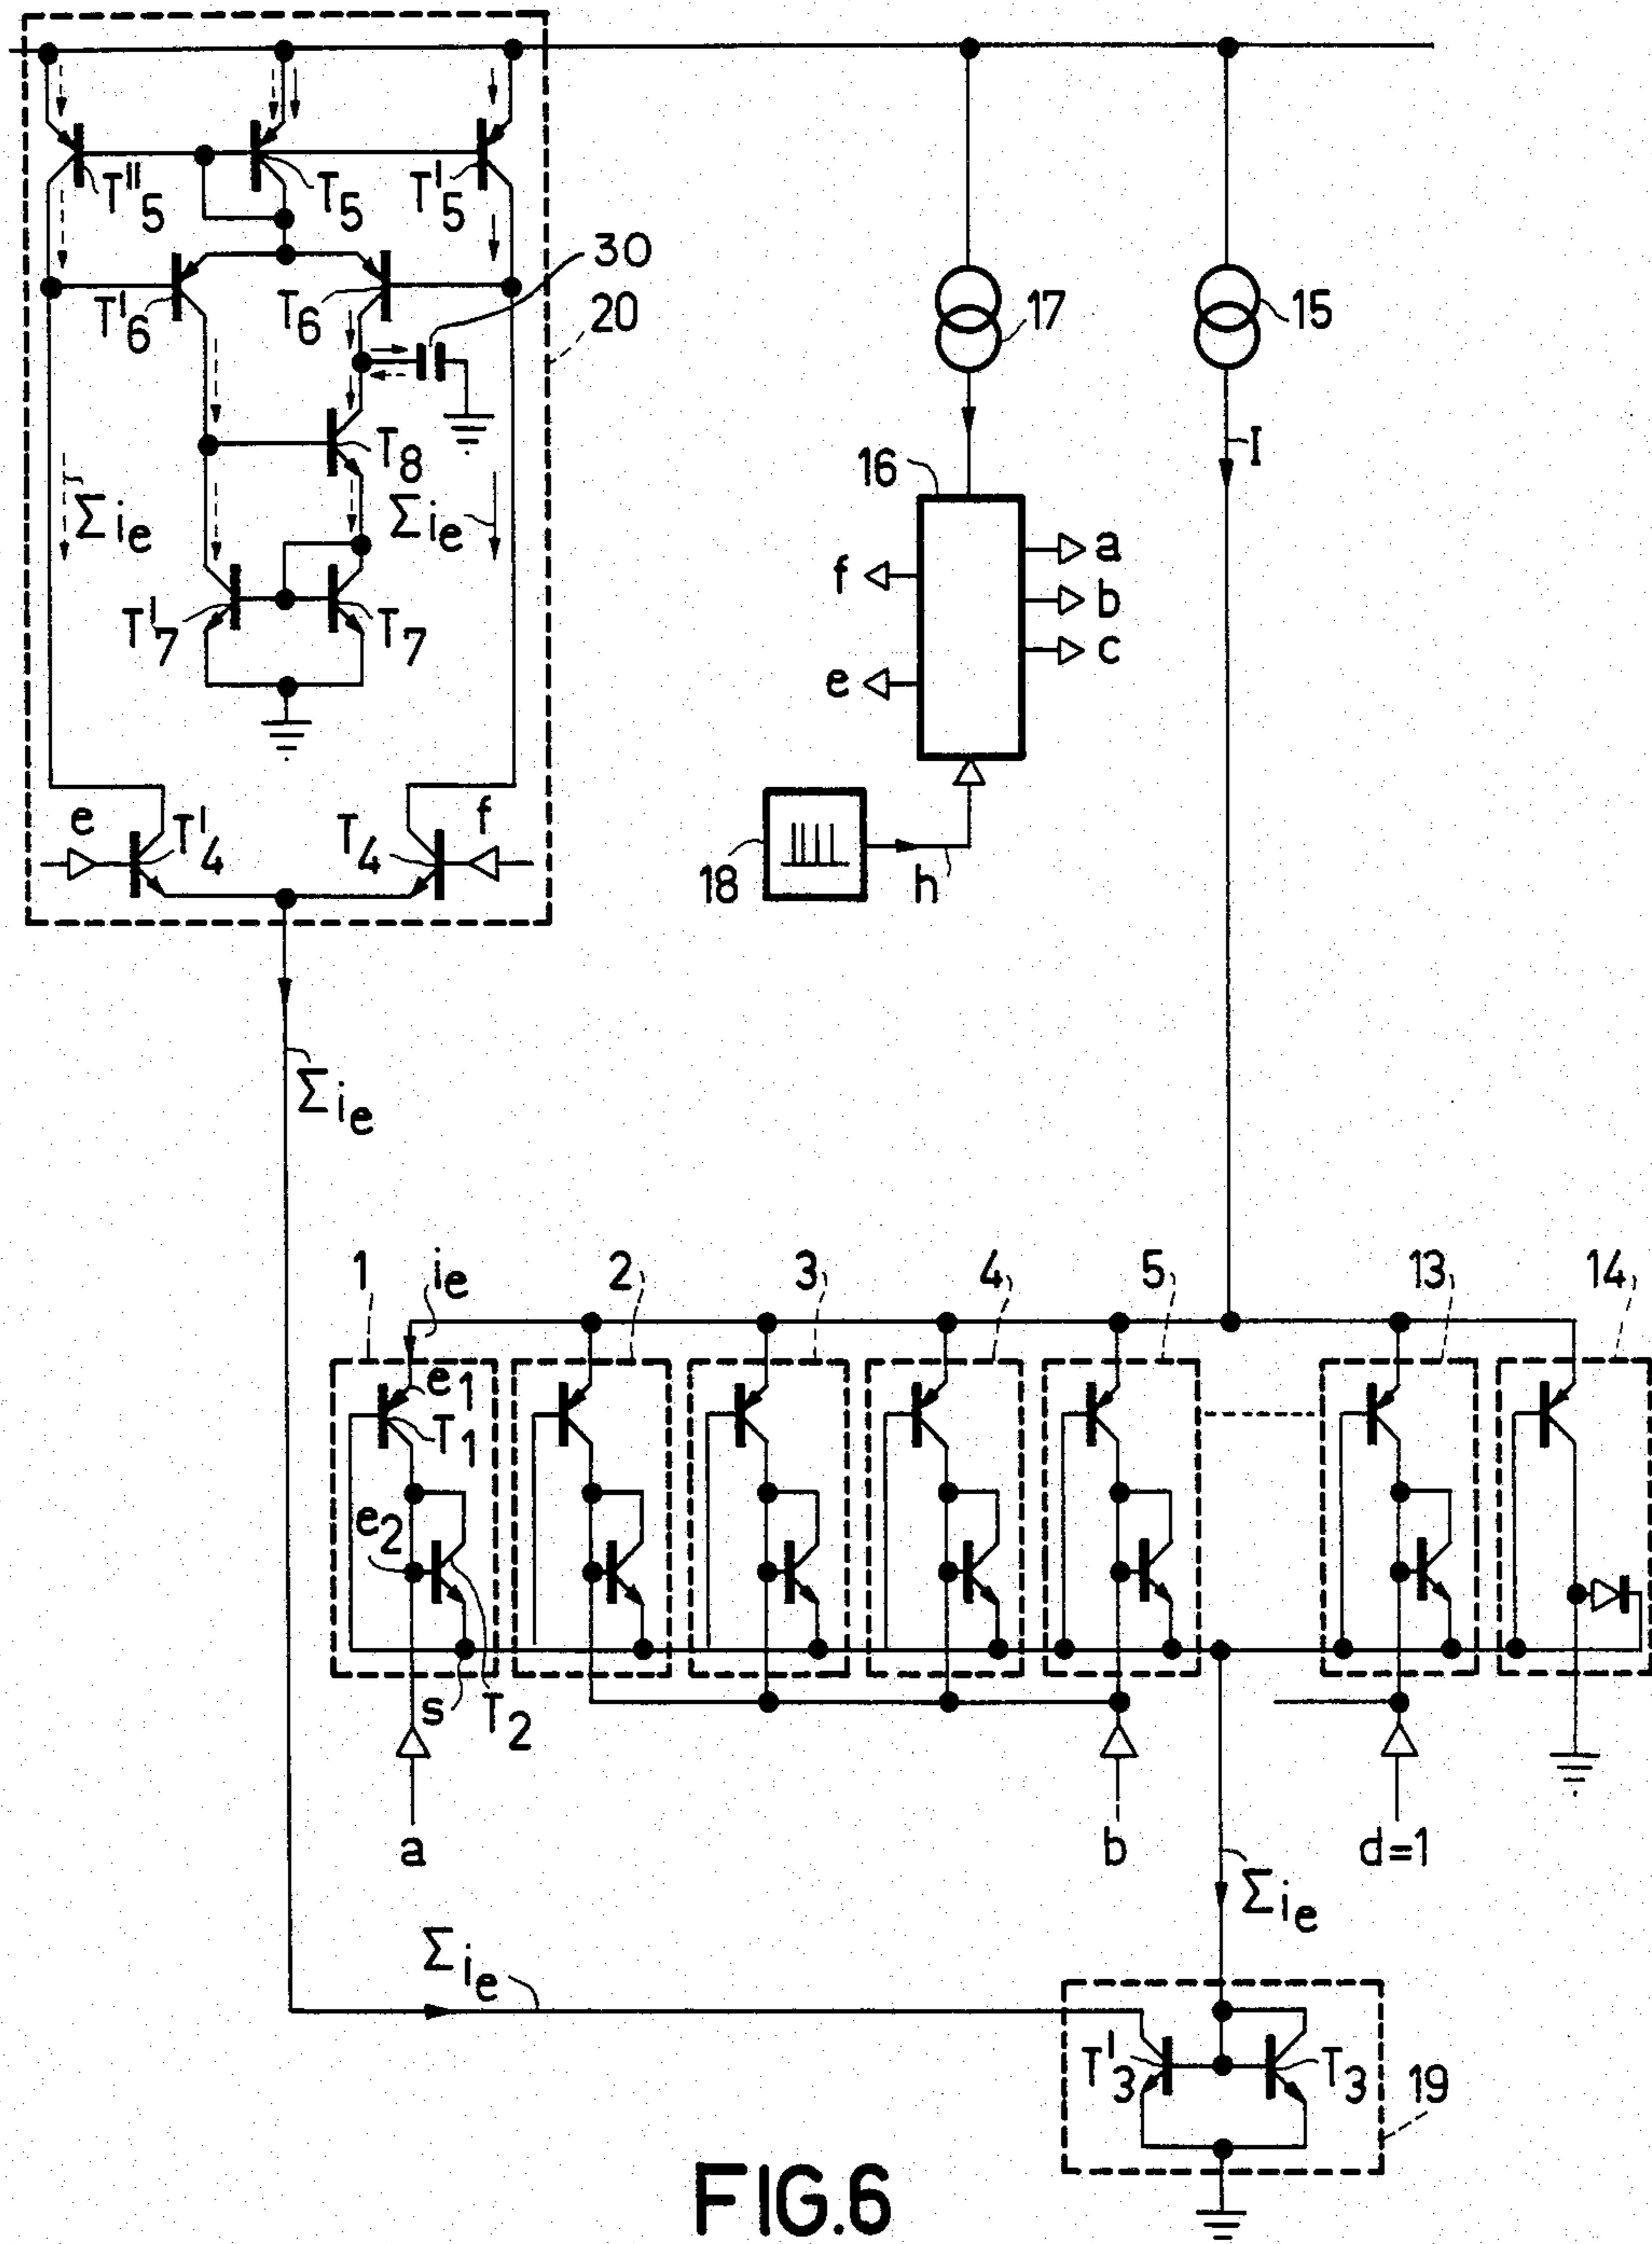 T"5
T5
T'5
30
20
T'6
T6
17
15
T8
Σie
Σie
16
I
a
f
b
c
e
T'7
T7
e
T'4
T4
f
18
h
Σie
1
ie
2
3
4
5
13
14
e1
T1
e2
s
T2
a
b
d=1
Σie
Σie
T'3
T3
19
FIG.6